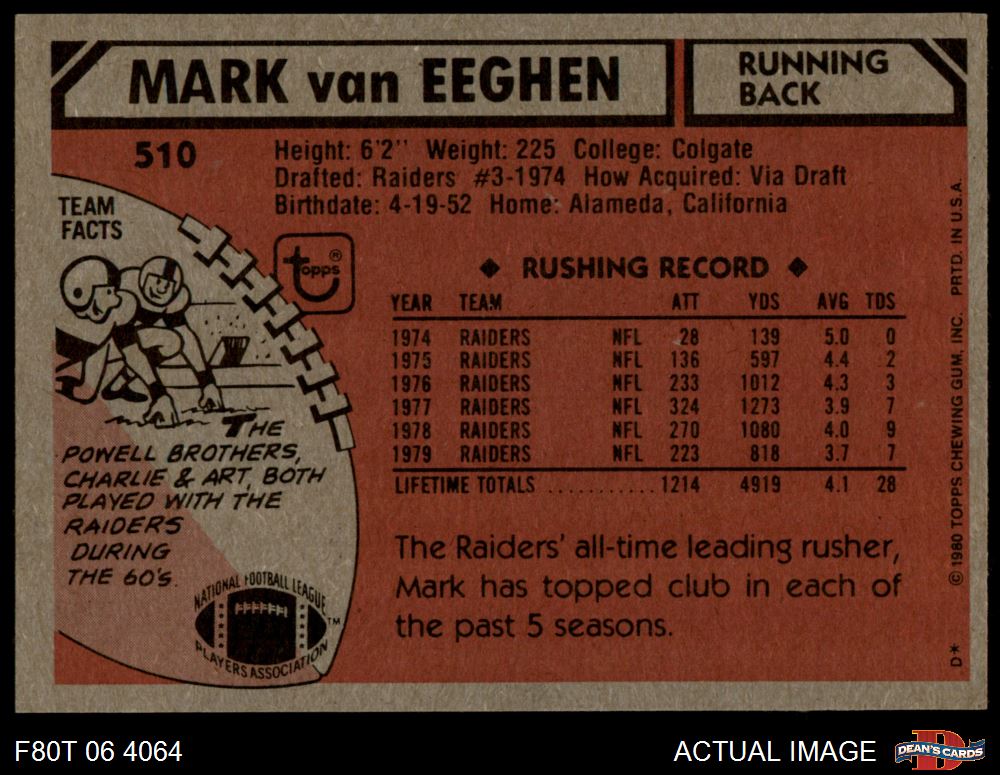 MARK van EEGHEN
RUNNING
BACK
510
Height: 6'2" Weight: 225 College: Colgate
Drafted: Raiders #3-1974 How Acquired: Via Draft
Birthdate: 4-19-52 Home: Alameda, California
TEAM
FACTS
topps®
THE
POWELL BROTHERS,
CHARLIE & ART, BOTH
PLAYED WITH THE
RAIDERS
DURING
THE 60'S.
NATIONAL FOOTBALL LEAGUE
PLAYERS ASSOCIATION
TM
◆ RUSHING RECORD ◆
YEAR TEAM ATT YDS AVG TDS
1974 RAIDERS NFL 28 139 5.0 0
1975 RAIDERS NFL 136 597 4.4 2
1976 RAIDERS NFL 233 1012 4.3 3
1977 RAIDERS NFL 324 1273 3.9 7
1978 RAIDERS NFL 270 1080 4.0 9
1979 RAIDERS NFL 223 818 3.7 7
LIFETIME TOTALS ........... 1214 4919 4.1 28
The Raiders' all-time leading rusher,
Mark has topped club in each of
the past 5 seasons.
D* © 1980 TOPPS CHEWING GUM, INC. PRTD. IN U.S.A.
F80T 06 4064
ACTUAL IMAGE
D
DEAN'S CARDS